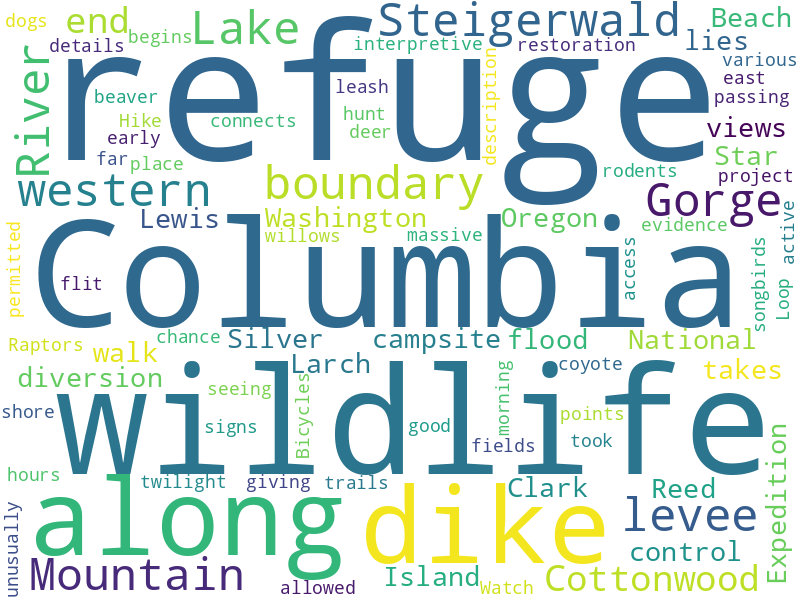 dogs end Lake Steigerwald Beach
details begins interpretive restoration lies
River refuge various
beaver leash description east
Hike connects hunt passing
early deer views
far place rodents Star
western boundary Gorge project
Lewis Washington Oregon evidence
willows massive
permitted Columbia access songbirds Loop active
flit
Raptors walk chance Silver campsite flood National
diversion Larch coyote takes
wildlife
shore seeing Bicycles good morning points
signs fields took
hours twilight giving trails Clark Reed Expedition
unusually along dike levee
control
Mountain allowed Island Watch Cottonwood